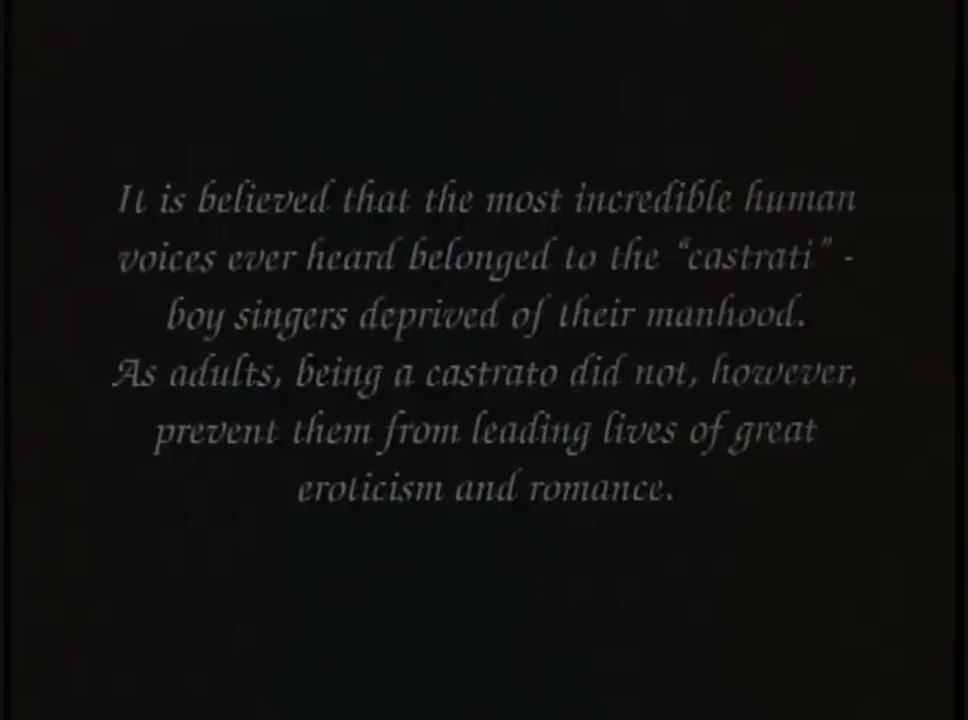 It is believed that the most incredible human
voices ever heard belonged to the “castrati” -
boy singers deprived of their manhood.
As adults, being a castrato did not, however,
prevent them from leading lives of great
eroticism and romance.